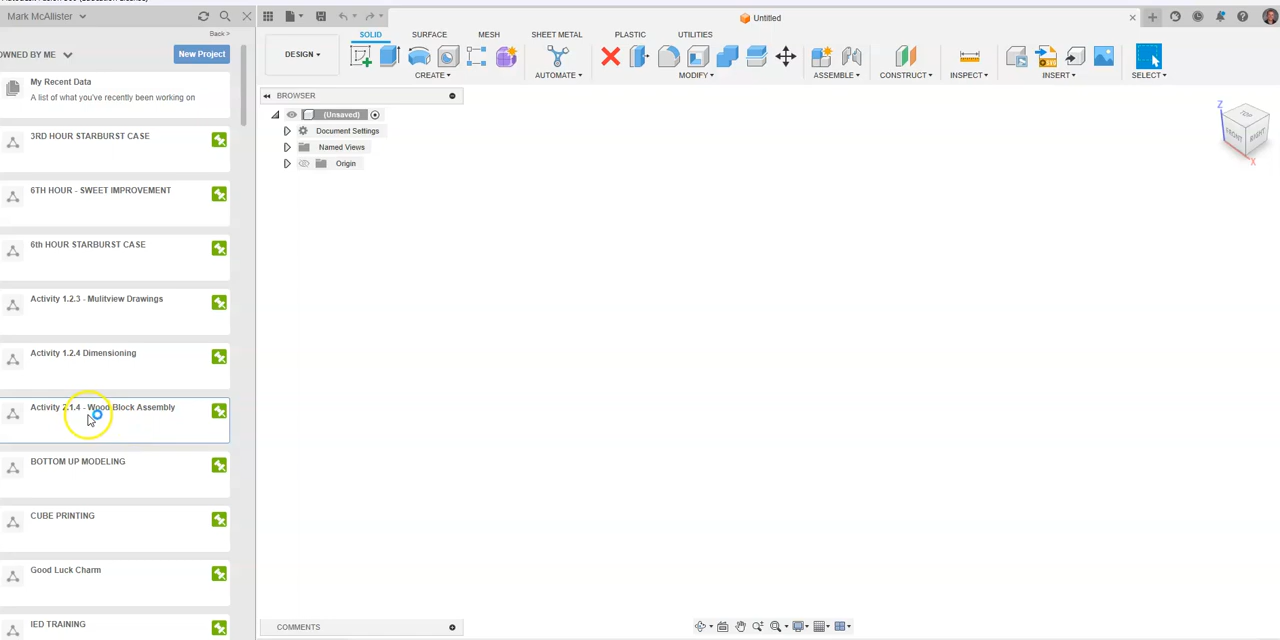 Mark McAllister
Untitled
Back >
OWNED BY ME
New Project
My Recent Data
A list of what you've recently been working on
3RD HOUR STARBURST CASE
6TH HOUR - SWEET IMPROVEMENT
6th HOUR STARBURST CASE
Activity 1.2.3 - Mulitview Drawings
Activity 1.2.4 Dimensioning
Activity 2.1.4 - Wood Block Assembly
BOTTOM UP MODELING
CUBE PRINTING
Good Luck Charm
IED TRAINING
DESIGN
SOLID SURFACE MESH SHEET METAL PLASTIC UTILITIES
CREATE AUTOMATE MODIFY ASSEMBLE CONSTRUCT INSPECT INSERT SELECT
BROWSER
(Unsaved)
Document Settings
Named Views
Origin
Z
TOP
FRONT RIGHT
X
COMMENTS